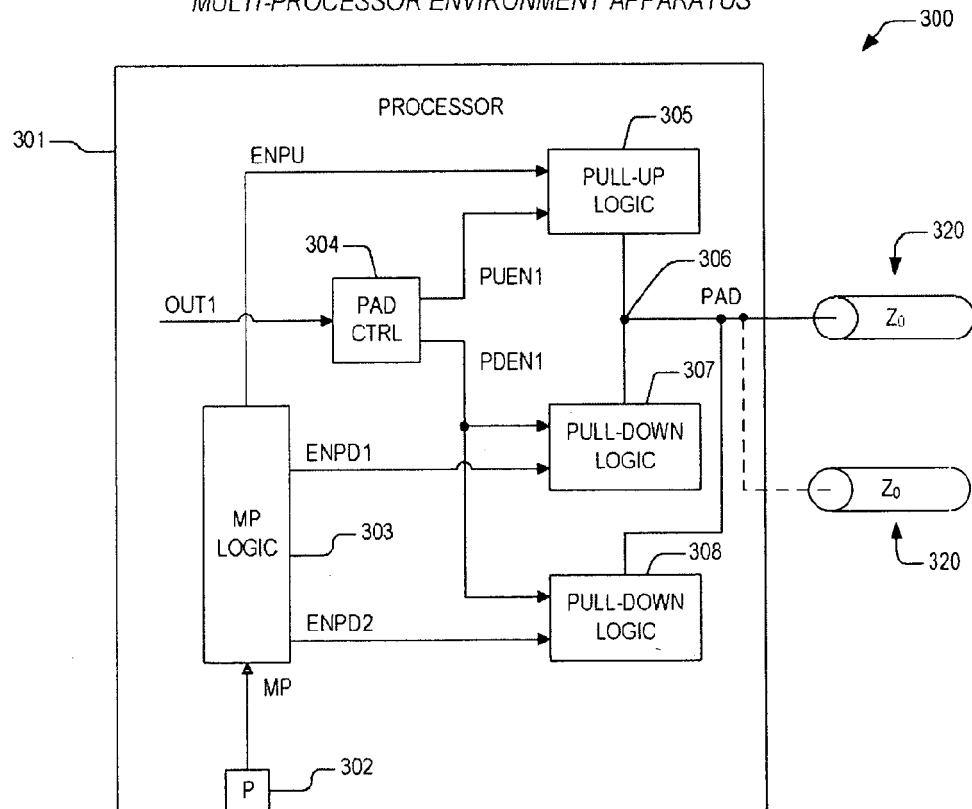 MULTI-PROCESSOR ENVIRONMENT APPARATUS
300
PROCESSOR
301
305
ENPU
PULL-UP
LOGIC
304
306
320
OUT1
PAD
CTRL
PUEN1
PAD
Z0
PDEN1
307
ENPD1
PULL-DOWN
LOGIC
Z0
MP
LOGIC
303
308
320
PULL-DOWN
LOGIC
ENPD2
MP
P
302